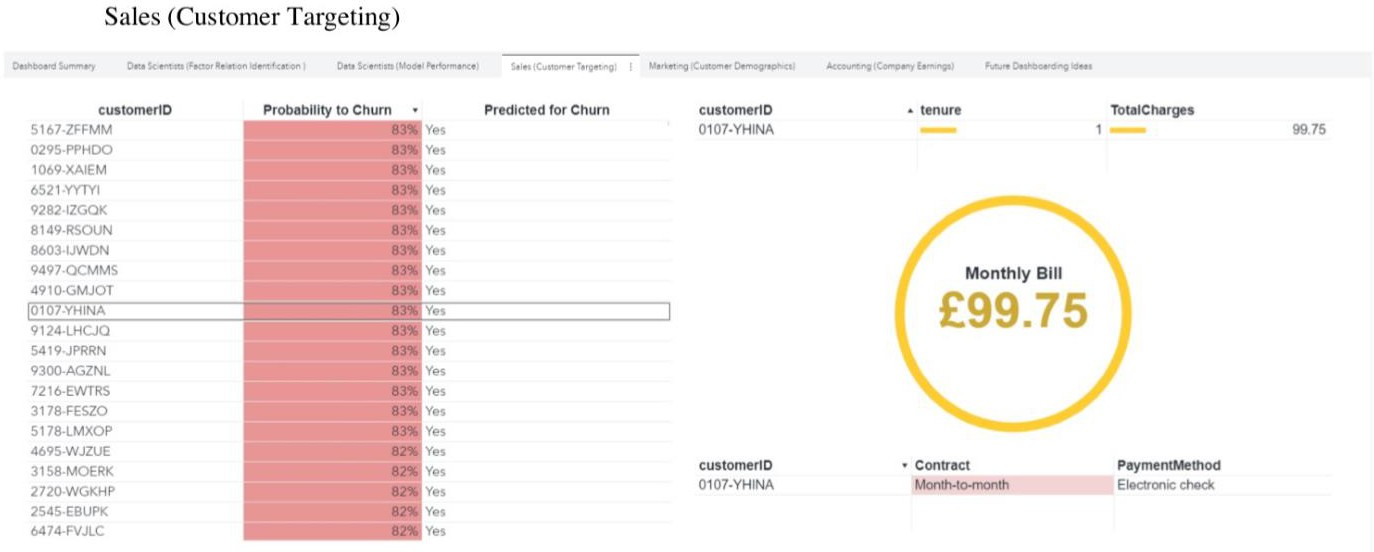 Sales (Customer Targeting)
Dashboard Summary Data Scientists (Factor Relation Identification ) Data Scientists (Model Performance) Sales (Customer Targeting) Marketing (Customer Demographics) Accounting (Company Earnings) Future Dashboarding Ideas
customerID Probability to Churn Predicted for Churn
5167-ZFFMM 83% Yes
0295-PPHDO 83% Yes
1069-XAIEM 83% Yes
6521-YYTYI 83% Yes
9282-IZGQK 83% Yes
8149-RSOUN 83% Yes
8603-IJWDN 83% Yes
9497-QCMMS 83% Yes
4910-GMJOT 83% Yes
0107-YHINA 83% Yes
9124-LHCJQ 83% Yes
5419-JPRRN 83% Yes
9300-AGZNL 83% Yes
7216-EWTRS 83% Yes
3178-FESZO 83% Yes
5178-LMXOP 83% Yes
4695-WJZUE 82% Yes
3158-MOERK 82% Yes
2720-WGKHP 82% Yes
2545-EBUPK 82% Yes
6474-FVJLC 82% Yes
customerID tenure TotalCharges
0107-YHINA 1 99.75
Monthly Bill
£99.75
customerID Contract PaymentMethod
0107-YHINA Month-to-month Electronic check